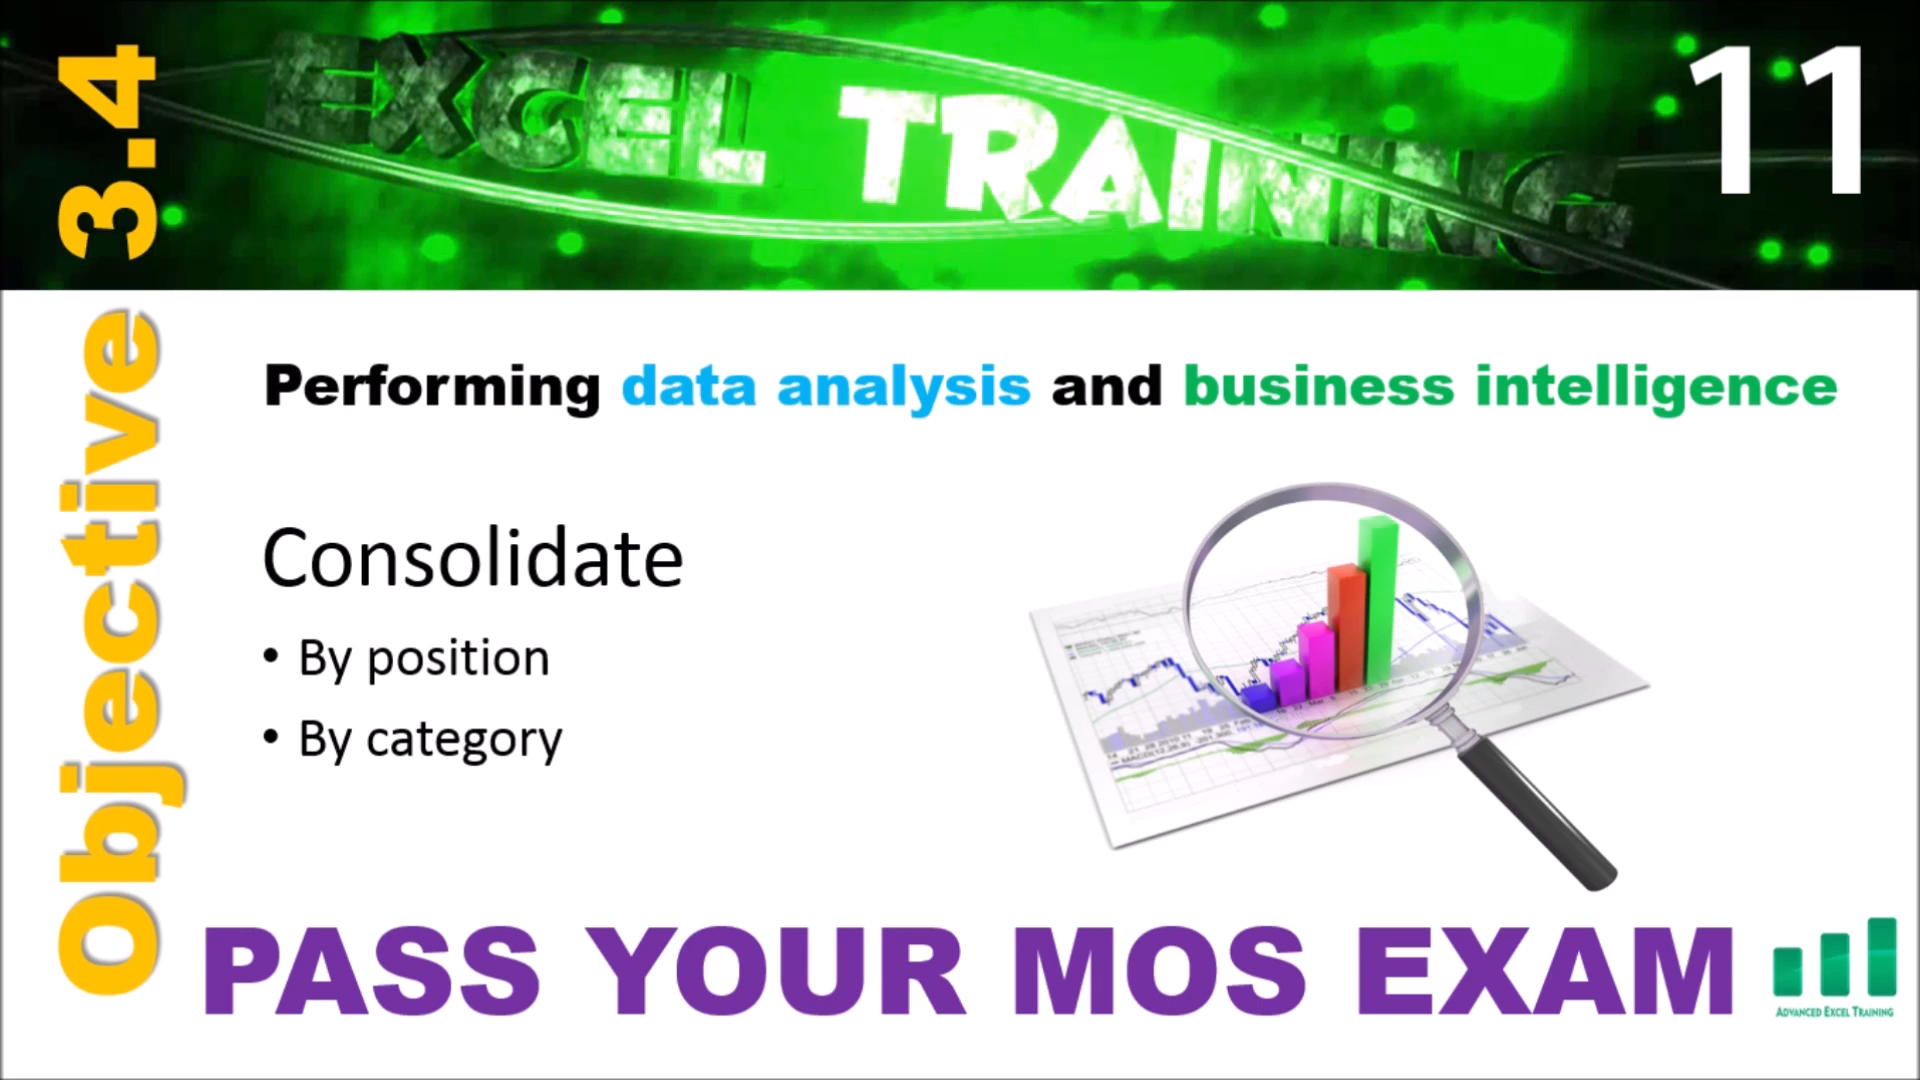 EXCEL TRAINING
11
Objective 3.4
Performing data analysis and business intelligence
Consolidate
• By position
• By category
PASS YOUR MOS EXAM
ADVANCED EXCEL TRAINING